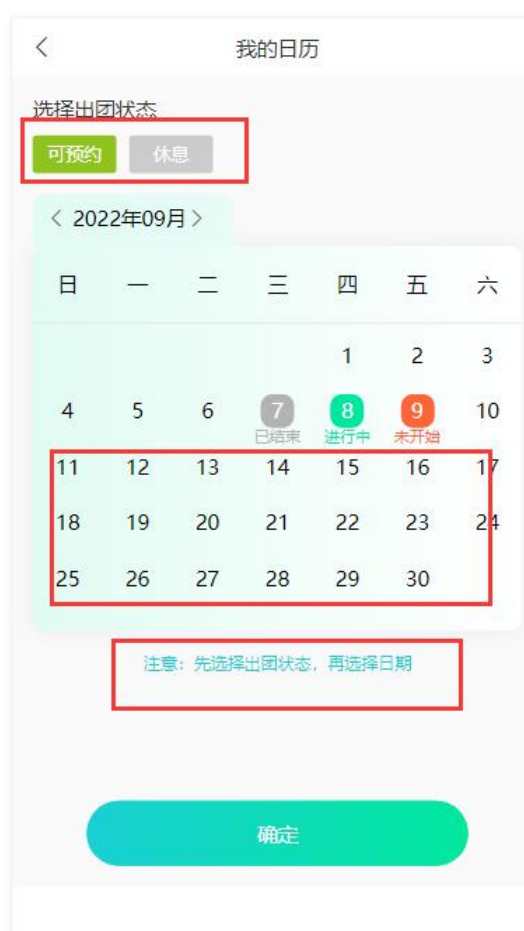 我的日历
选择出团状态
可预约 休息
2022年09月
日 一 二 三 四 五 六
1 2 3
4 5 6 7 8 9 10
已结束 进行中 未开始
11 12 13 14 15 16 17
18 19 20 21 22 23 24
25 26 27 28 29 30
注意：先选择出团状态，再选择日期
确定